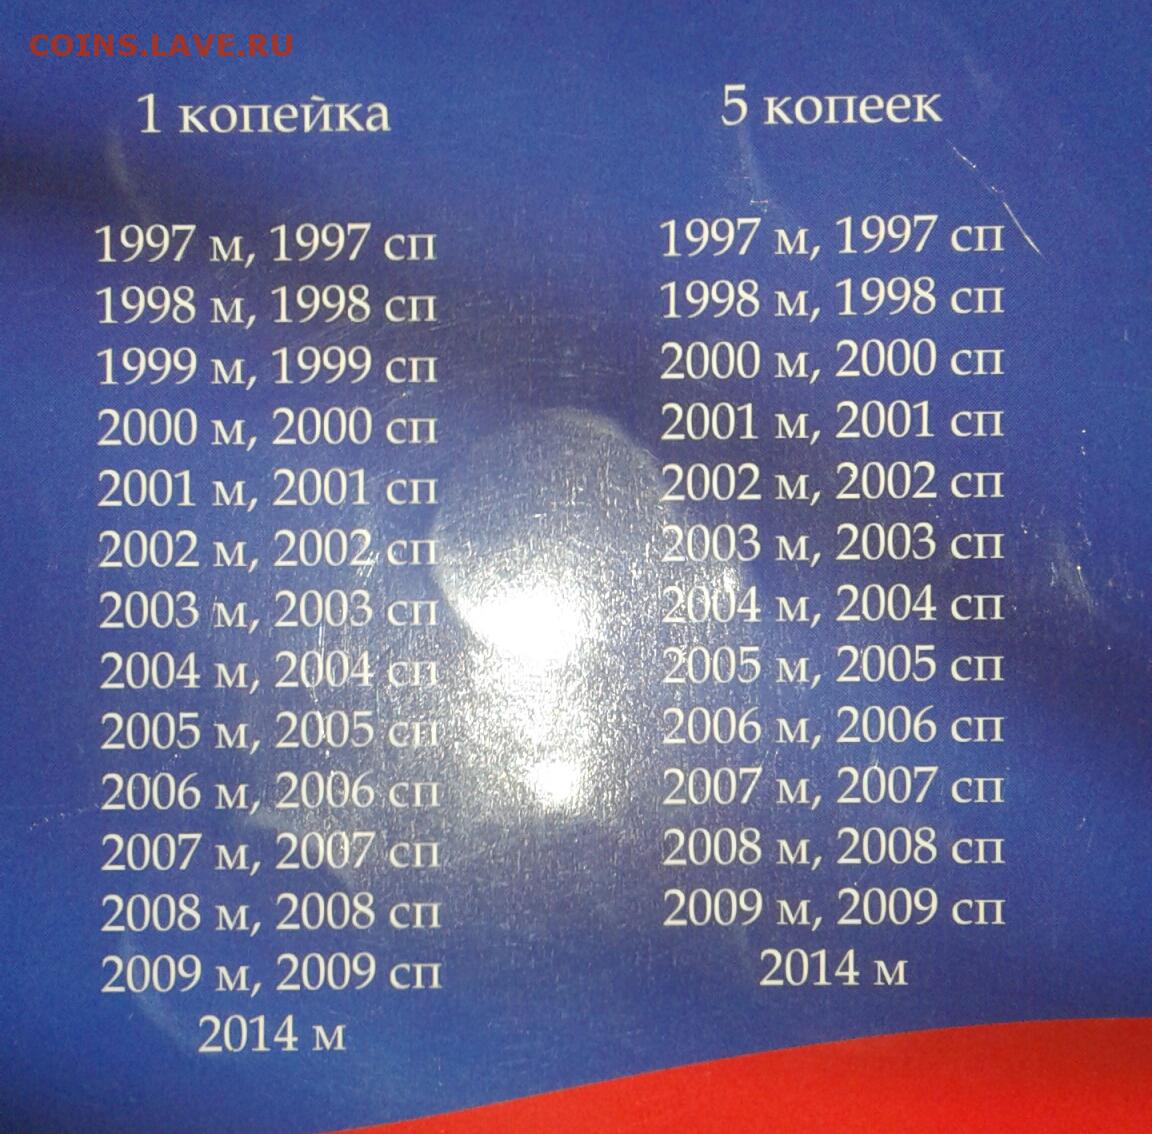 COINS.LAVE.RU
1 копейка
1997 м, 1997 сп
1998 м, 1998 сп
1999 м, 1999 сп
2000 м, 2000 сп
2001 м, 2001 сп
2002 м, 2002 сп
2003 м, 2003 сп
2004 м, 2004 сп
2005 м, 2005 сп
2006 м, 2006 сп
2007 м, 2007 сп
2008 м, 2008 сп
2009 м, 2009 сп
2014 м
5 копеек
1997 м, 1997 сп
1998 м, 1998 сп
2000 м, 2000 сп
2001 м, 2001 сп
2002 м, 2002 сп
2003 м, 2003 сп
2004 м, 2004 сп
2005 м, 2005 сп
2006 м, 2006 сп
2007 м, 2007 сп
2008 м, 2008 сп
2009 м, 2009 сп
2014 м